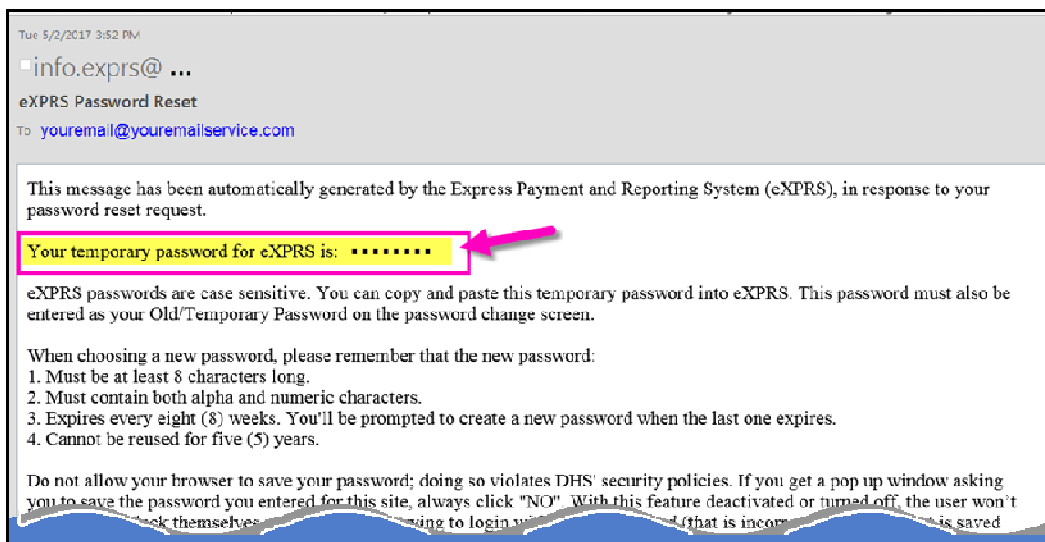 Tue 5/2/2017 3:52 PM
info.exprs@ ...
eXPRS Password Reset
To youremail@youremailservice.com
This message has been automatically generated by the Express Payment and Reporting System (eXPRS), in response to your
password reset request.
Your temporary password for eXPRS is: ▪▪▪▪▪▪▪▪
eXPRS passwords are case sensitive. You can copy and paste this temporary password into eXPRS. This password must also be
entered as your Old/Temporary Password on the password change screen.
When choosing a new password, please remember that the new password:
1. Must be at least 8 characters long.
2. Must contain both alpha and numeric characters.
3. Expires every eight (8) weeks. You'll be prompted to create a new password when the last one expires.
4. Cannot be reused for five (5) years.
Do not allow your browser to save your password; doing so violates DHS' security policies. If you get a pop up window asking
you to save the password you entered for this site, always click "NO". With this feature deactivated or turned off, the user won't
themselves to login (that is is saved